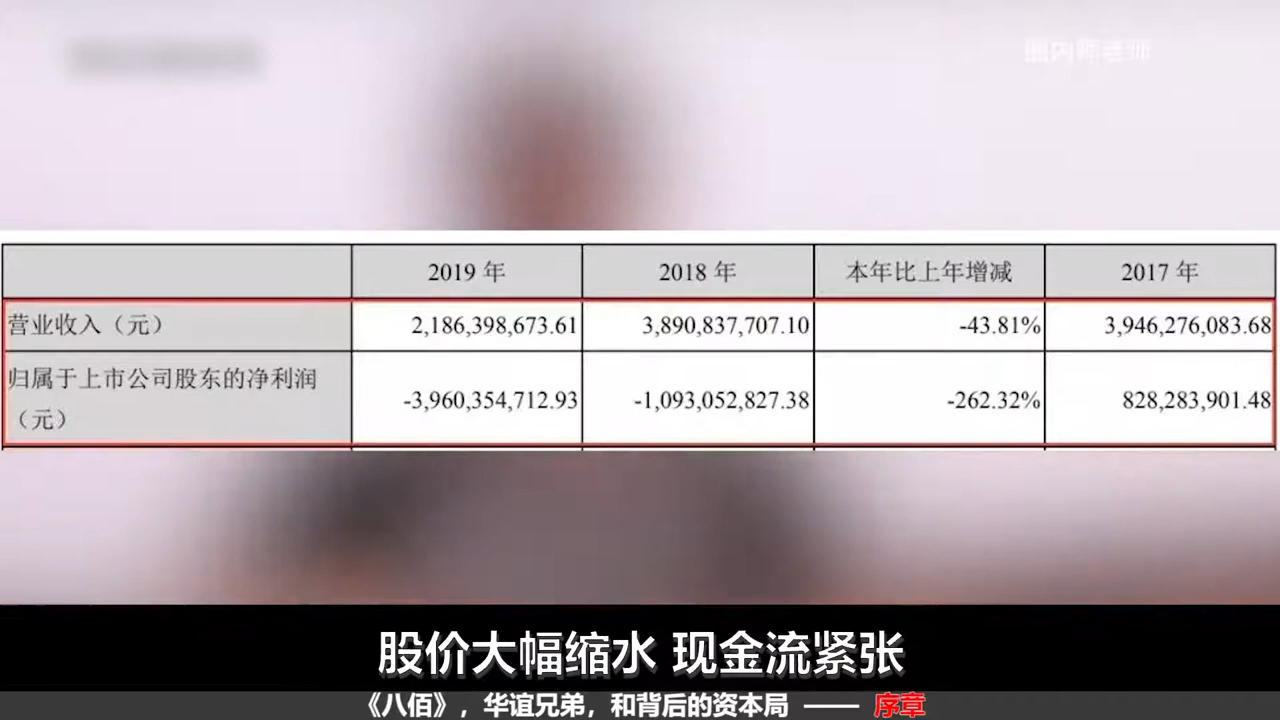 2019 年 2018 年 本年比上年增减 2017 年
营业收入（元） 2,186,398,673.61 3,890,837,707.10 -43.81% 3,946,276,083.68
归属于上市公司股东的净利润
（元） -3,960,354,712.93 -1,093,052,827.38 -262.32% 828,283,901.48
股价大幅缩水 现金流紧张
《八佰》，华谊兄弟，和背后的资本局 —— 序章